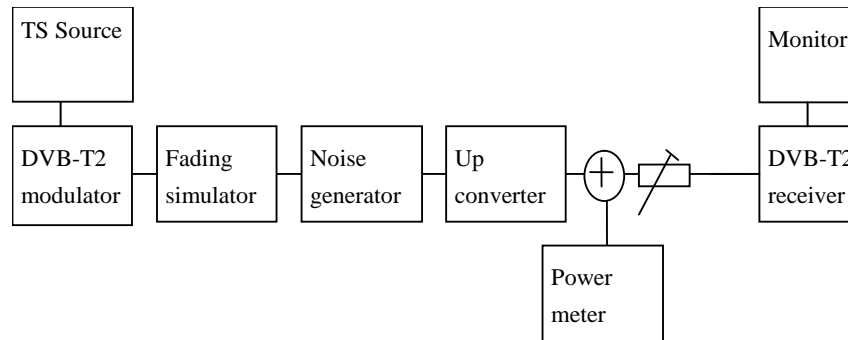 TS Source
Monitor
DVB-T2
modulator
Fading
simulator
Noise
generator
Up
converter
+
DVB-T2
receiver
Power
meter